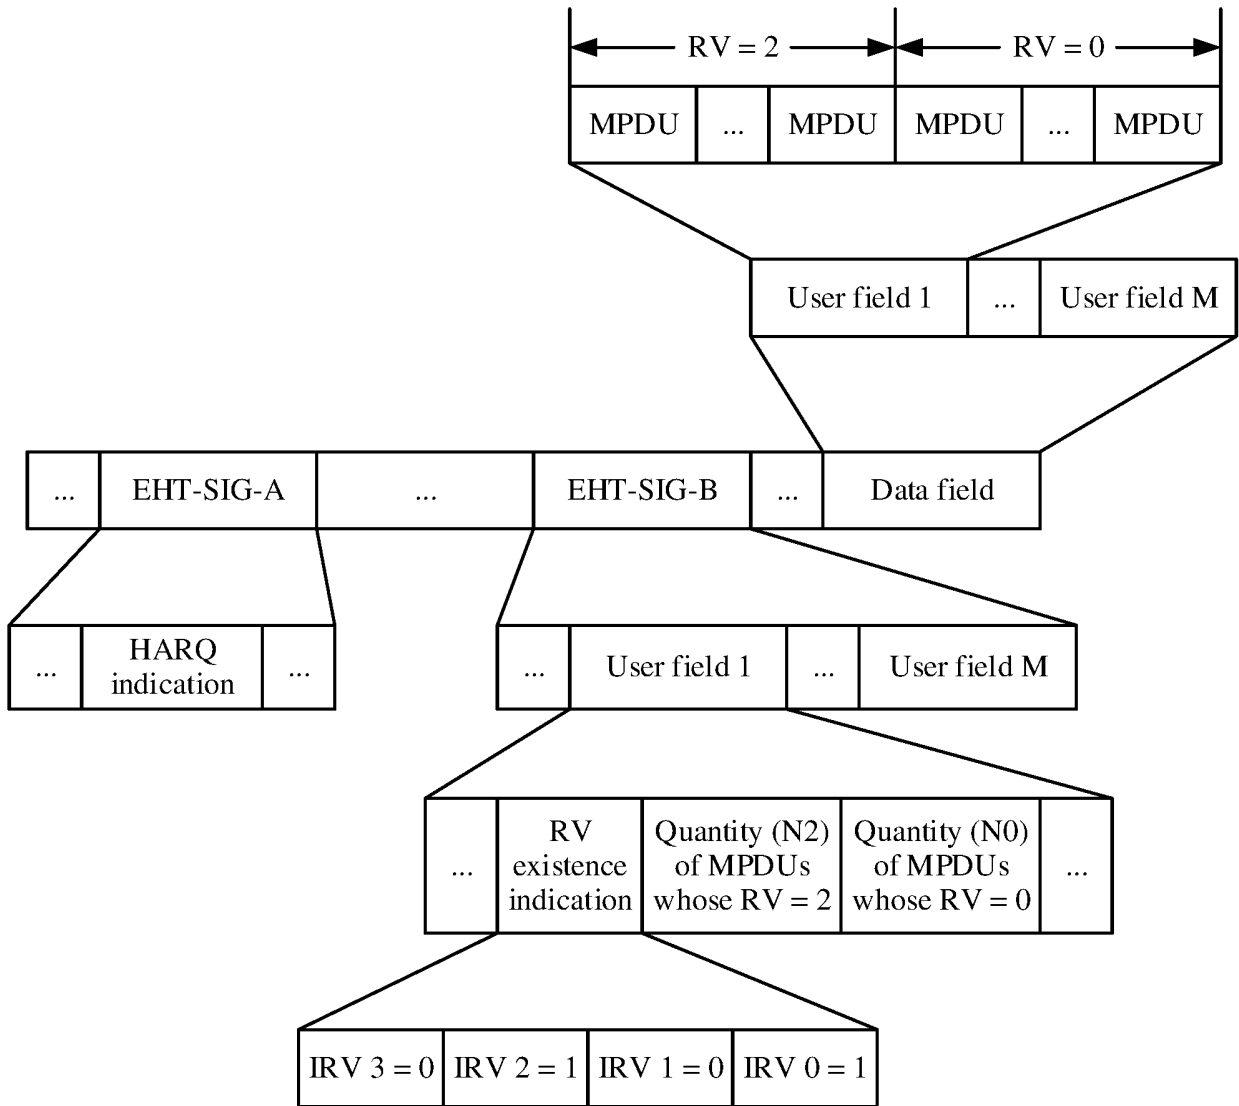 RV = 2
RV = 0
MPDU
...
MPDU
MPDU
...
MPDU
User field 1
...
User field M
...
EHT-SIG-A
...
EHT-SIG-B
...
Data field
...
HARQ
indication
...
...
User field 1
...
User field M
...
RV
existence
indication
Quantity (N2)
of MPDUs
whose RV = 2
Quantity (N0)
of MPDUs
whose RV = 0
...
IRV 3 = 0
IRV 2 = 1
IRV 1 = 0
IRV 0 = 1